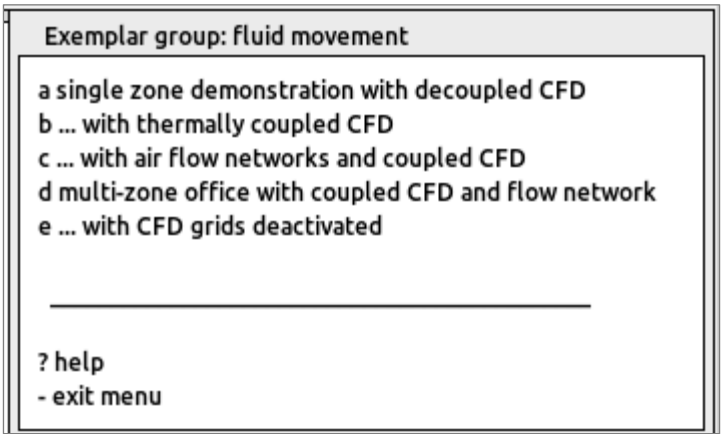 Exemplar group: fluid movement
a single zone demonstration with decoupled CFD
b ... with thermally coupled CFD
c ... with air flow networks and coupled CFD
d multi-zone office with coupled CFD and flow network
e ... with CFD grids deactivated
? help
- exit menu